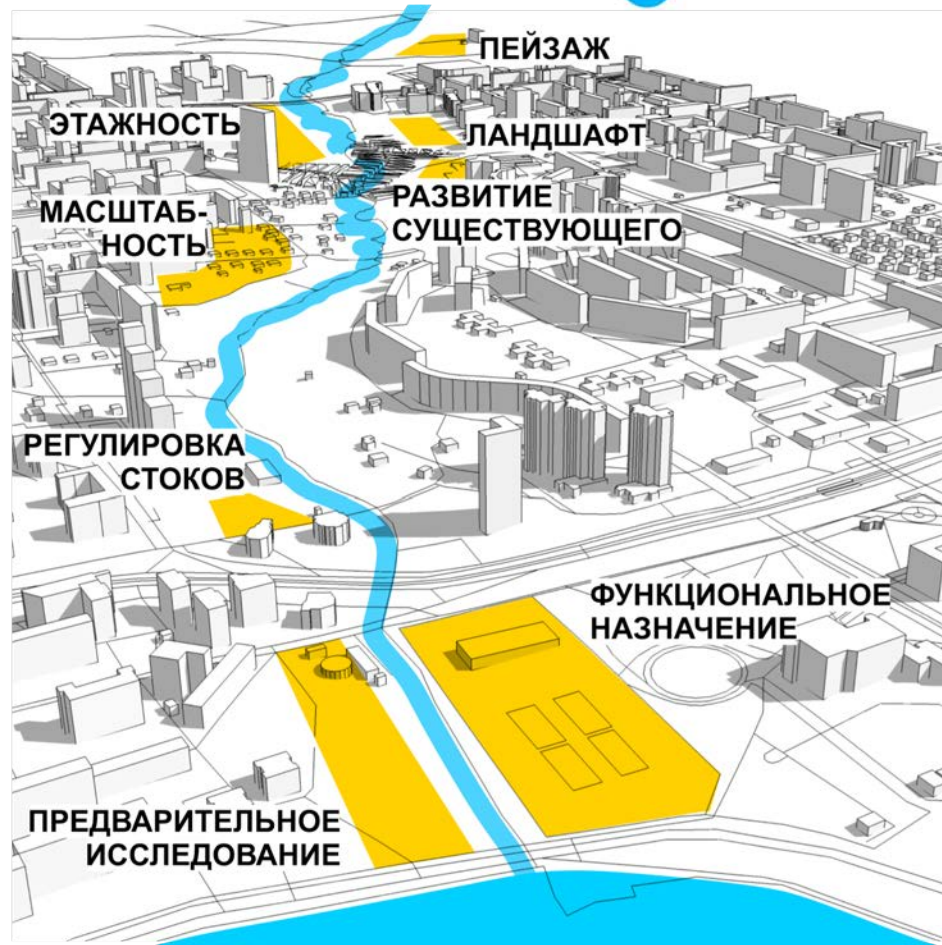 ПЕЙЗАЖ
ЭТАЖНОСТЬ
ЛАНДШАФТ
МАСШТАБ-
НОСТЬ
РАЗВИТИЕ
СУЩЕСТВУЮЩЕГО
РЕГУЛИРОВКА
СТОКОВ
ФУНКЦИОНАЛЬНОЕ
НАЗНАЧЕНИЕ
ПРЕДВАРИТЕЛЬНОЕ
ИССЛЕДОВАНИЕ